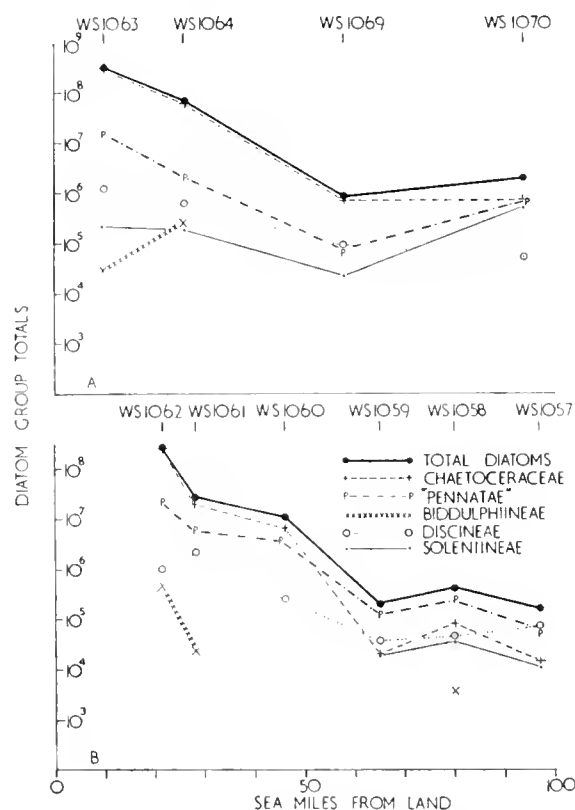 WS1063 WS1064 WS1069 WS1070
10⁹
10⁸
10⁷
10⁶
10⁵
10⁴
10³
A
DIATOM GROUP TOTALS
WS1062 WS1061 WS1060 WS1059 WS1058 WS1057
10⁸
10⁷
10⁶
10⁵
10⁴
10³
B
TOTAL DIATOMS
CHAETOCERACEAE
P P "PENNATAE"
BIDDULPHIINEAE
DISCINEAE
SOLENIINEAE
0 50 100
SEA MILES FROM LAND